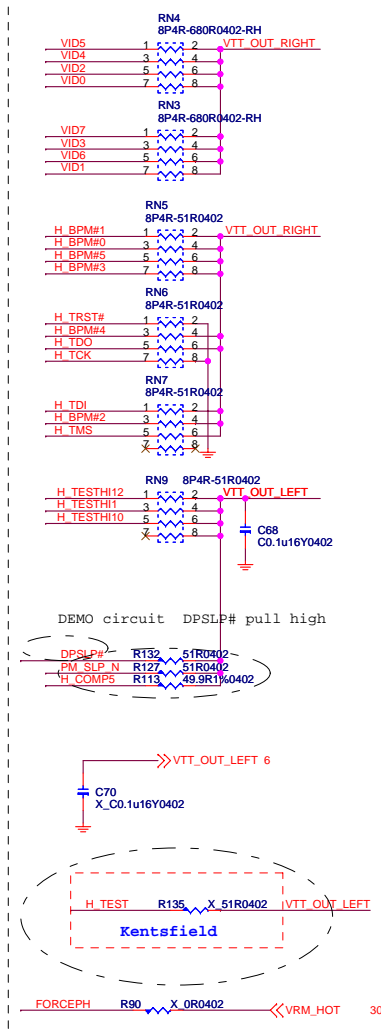 RN4
8P4R-680R0402-RH
VID5 1 2 VTT_OUT_RIGHT
VID4 3 4
VID2 5 6
VID0 7 8
RN3
8P4R-680R0402-RH
VID7 1 2
VID3 3 4
VID6 5 6
VID1 7 8
RN5
8P4R-51R0402
H_BPM#1 1 2 VTT_OUT_RIGHT
H_BPM#0 3 4
H_BPM#5 5 6
H_BPM#3 7 8
RN6
8P4R-51R0402
H_TRST# 1 2
H_BPM#4 3 4
H_TDO 5 6
H_TCK 7 8
RN7
8P4R-51R0402
H_TDI 1 2
H_BPM#2 3 4
H_TMS 5 6
7 8
RN9 8P4R-51R0402
H_TESTHI12 1 2 VTT_OUT_LEFT
H_TESTHI1 3 4
H_TESTHI10 5 6
7 8
C68
C0.1u16Y0402
DEMO circuit DPSLP# pull high
DPSLP# R132 51R0402
PM_SLP_N R127 51R0402
H_COMP5 R113 49.9R1%0402
VTT_OUT_LEFT 6
C70
X_C0.1u16Y0402
H_TEST R135 X_51R0402 VTT_OUT_LEFT
Kentsfield
FORCEPH R90 X_0R0402 VRM_HOT 30